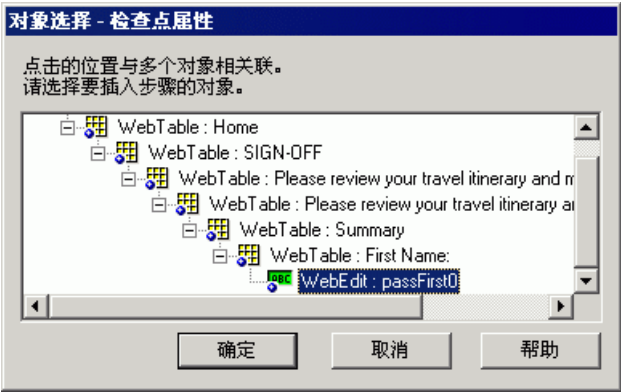 对象选择 - 检查点属性
点击的位置与多个对象相关联。
请选择要插入步骤的对象。
WebTable : Home
WebTable : SIGN-OFF
WebTable : Please review your travel itinerary and m
WebTable : Please review your travel itinerary ai
WebTable : Summary
WebTable : First Name:
ABC WebEdit : passFirst0
确定 取消 帮助